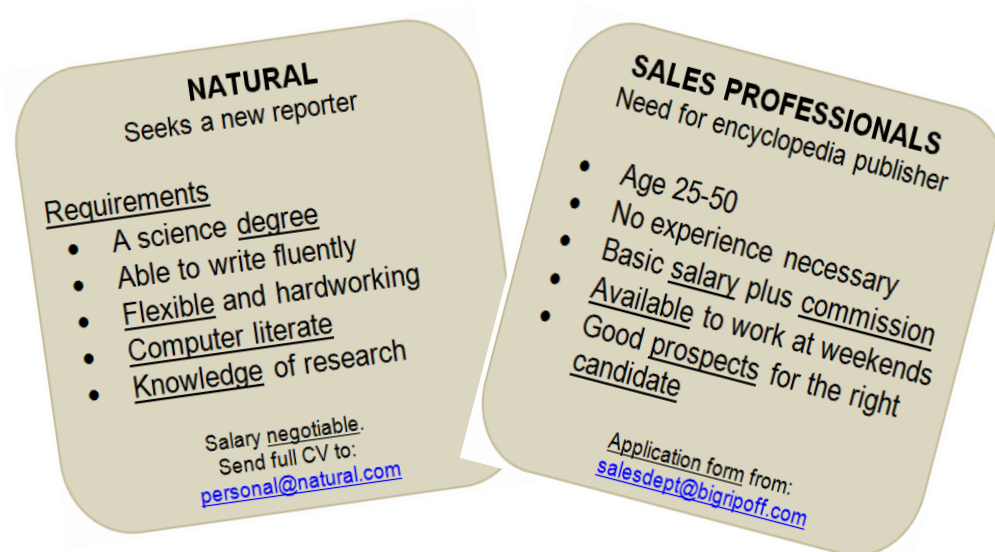 NATURAL
Seeks a new reporter
Requirements
• A science degree
• Able to write fluently
• Flexible and hardworking
• Computer literate
• Knowledge of research
Salary negotiable.
Send full CV to:
personal@natural.com
SALES PROFESSIONALS
Need for encyclopedia publisher
• Age 25-50
• No experience necessary
• Basic salary plus commission
• Available to work at weekends
• Good prospects for the right
candidate
Application form from:
salesdept@bigripoff.com